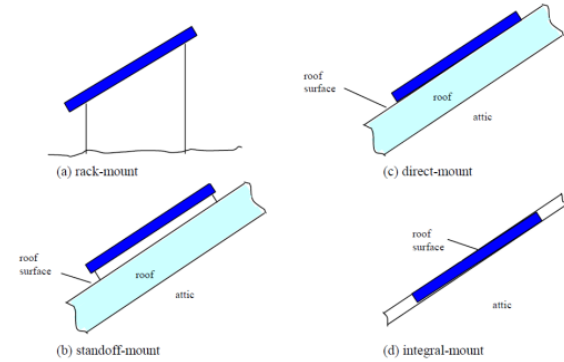 (a) rack-mount
roof
surface
roof
attic
(b) standoff-mount
roof
surface
roof
attic
(c) direct-mount
roof
surface
attic
(d) integral-mount